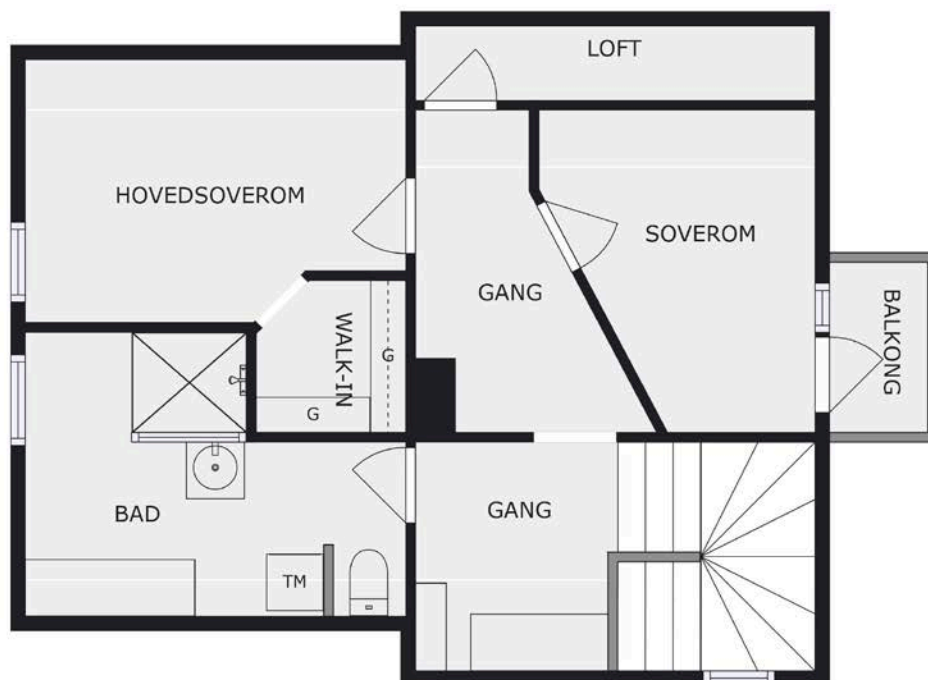 LOFT
HOVEDSOVEROM
SOVEROM
GANG
BALKONG
WALK-IN
G
G
BAD
GANG
TM